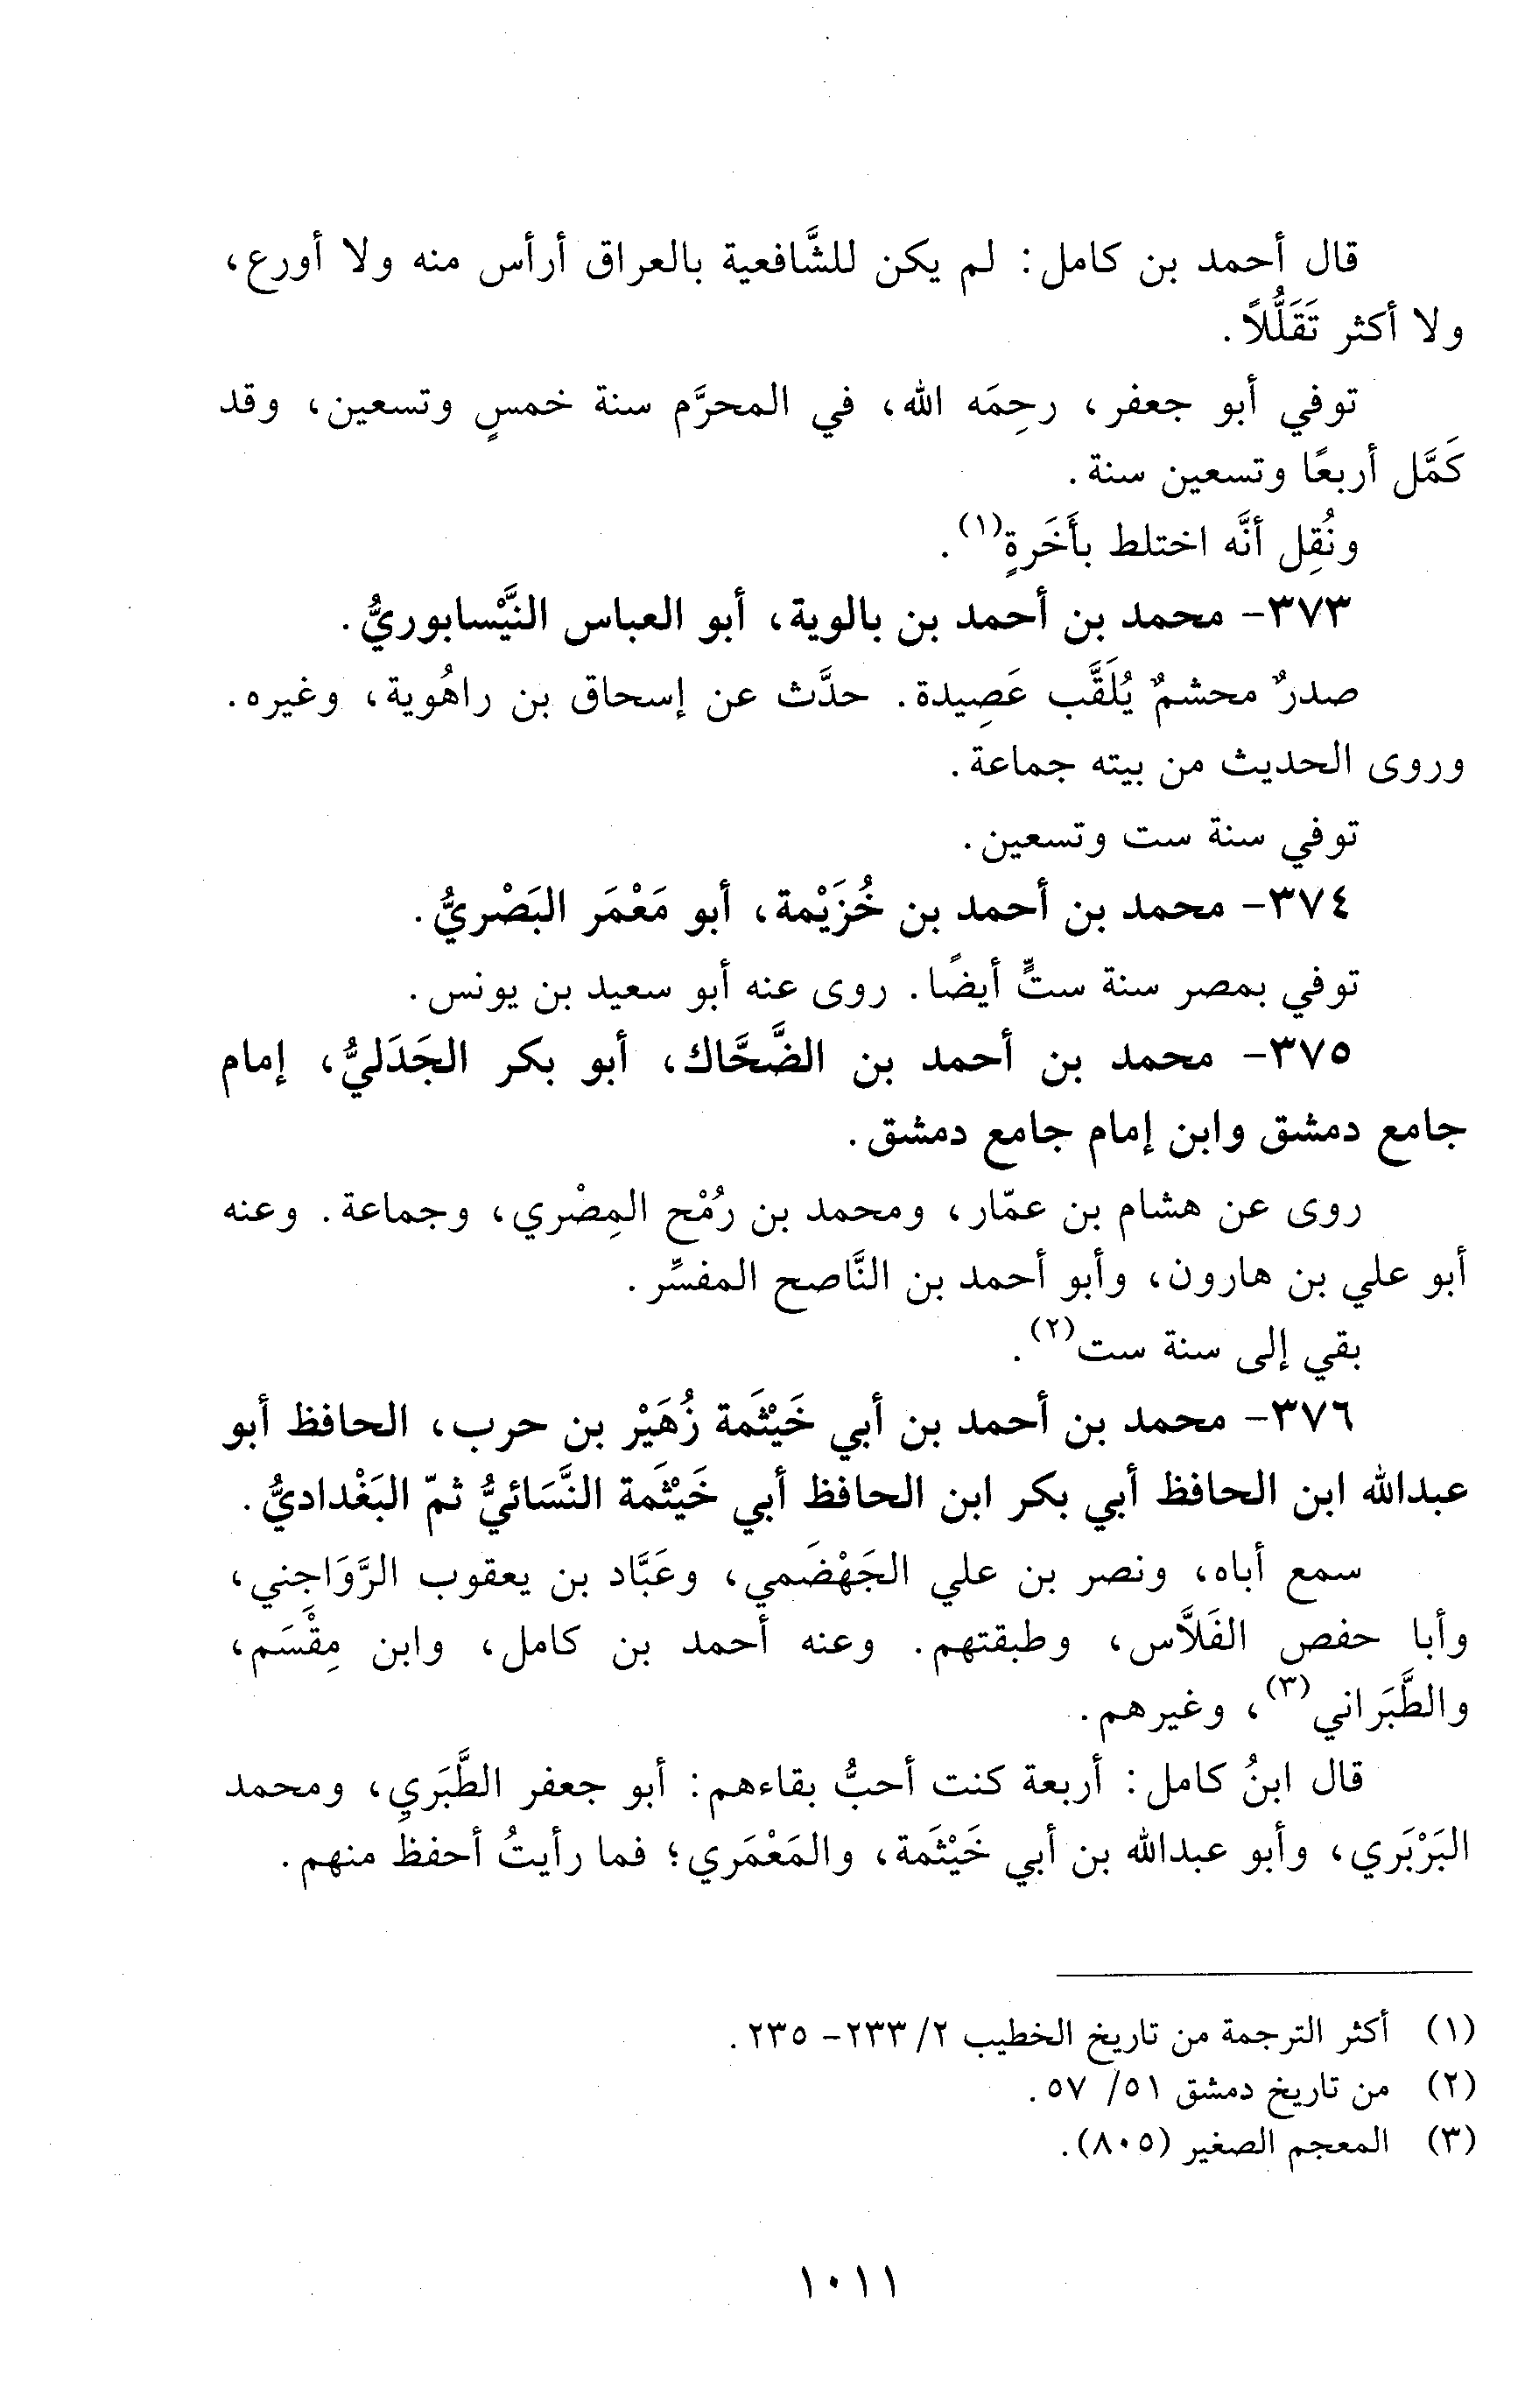 قال أحمد بن كامل: لم يكن للشَّافعية بالعراق أرأس منه ولا أورع،
ولا أكثر تَقَلُّلاً.
توفي أبو جعفر، رحِمَه الله، في المحرَّم سنة خمسٍ وتسعين، وقد
كَمَّل أربعًا وتسعين سنة.
ونُقِل أنَّه اختلط بأَخَرةٍ(١).
٣٧٣- محمد بن أحمد بن بالوية، أبو العباس النَّيْسابوريُّ.
صدرٌ محشمٌ يُلَقَّب عَصِيدة. حدَّث عن إسحاق بن راهُوية، وغيره.
وروى الحديث من بيته جماعة.
توفي سنة ست وتسعين.
٣٧٤- محمد بن أحمد بن خُزَيْمة، أبو مَعْمَر البَصْريُّ.
توفي بمصر سنة ستٍّ أيضًا. روى عنه أبو سعيد بن يونس.
٣٧٥- محمد بن أحمد بن الضَّحَّاك، أبو بكر الجَدَليُّ، إمام
جامع دمشق وابن إمام جامع دمشق.
روى عن هشام بن عمّار، ومحمد بن رُمْح المِصْري، وجماعة. وعنه
أبو علي بن هارون، وأبو أحمد بن النَّاصح المفسِّر.
بقي إلى سنة ست(٢).
٣٧٦- محمد بن أحمد بن أبي خَيْثَمة زُهَيْر بن حرب، الحافظ أبو
عبدالله ابن الحافظ أبي بكر ابن الحافظ أبي خَيْثَمة النَّسَائيُّ ثمّ البَغْداديُّ.
سمع أباه، ونصر بن علي الجَهْضَمي، وعَبَّاد بن يعقوب الرَّوَاجِني،
وأبا حفص الفَلاَّس، وطبقتهم. وعنه أحمد بن كامل، وابن مِقْسَم،
والطَّبَراني(٣)، وغيرهم.
قال ابنُ كامل: أربعة كنت أحبُّ بقاءهم: أبو جعفر الطَّبَري، ومحمد
البَرْبَري، وأبو عبدالله بن أبي خَيْثَمة، والمَعْمَري؛ فما رأيتُ أحفظَ منهم.
(١) أكثر الترجمة من تاريخ الخطيب ٢/ ٢٣٣- ٢٣٥.
(٢) من تاريخ دمشق ٥١/ ٥٧.
(٣) المعجم الصغير (٨٠٥).
١٠١١